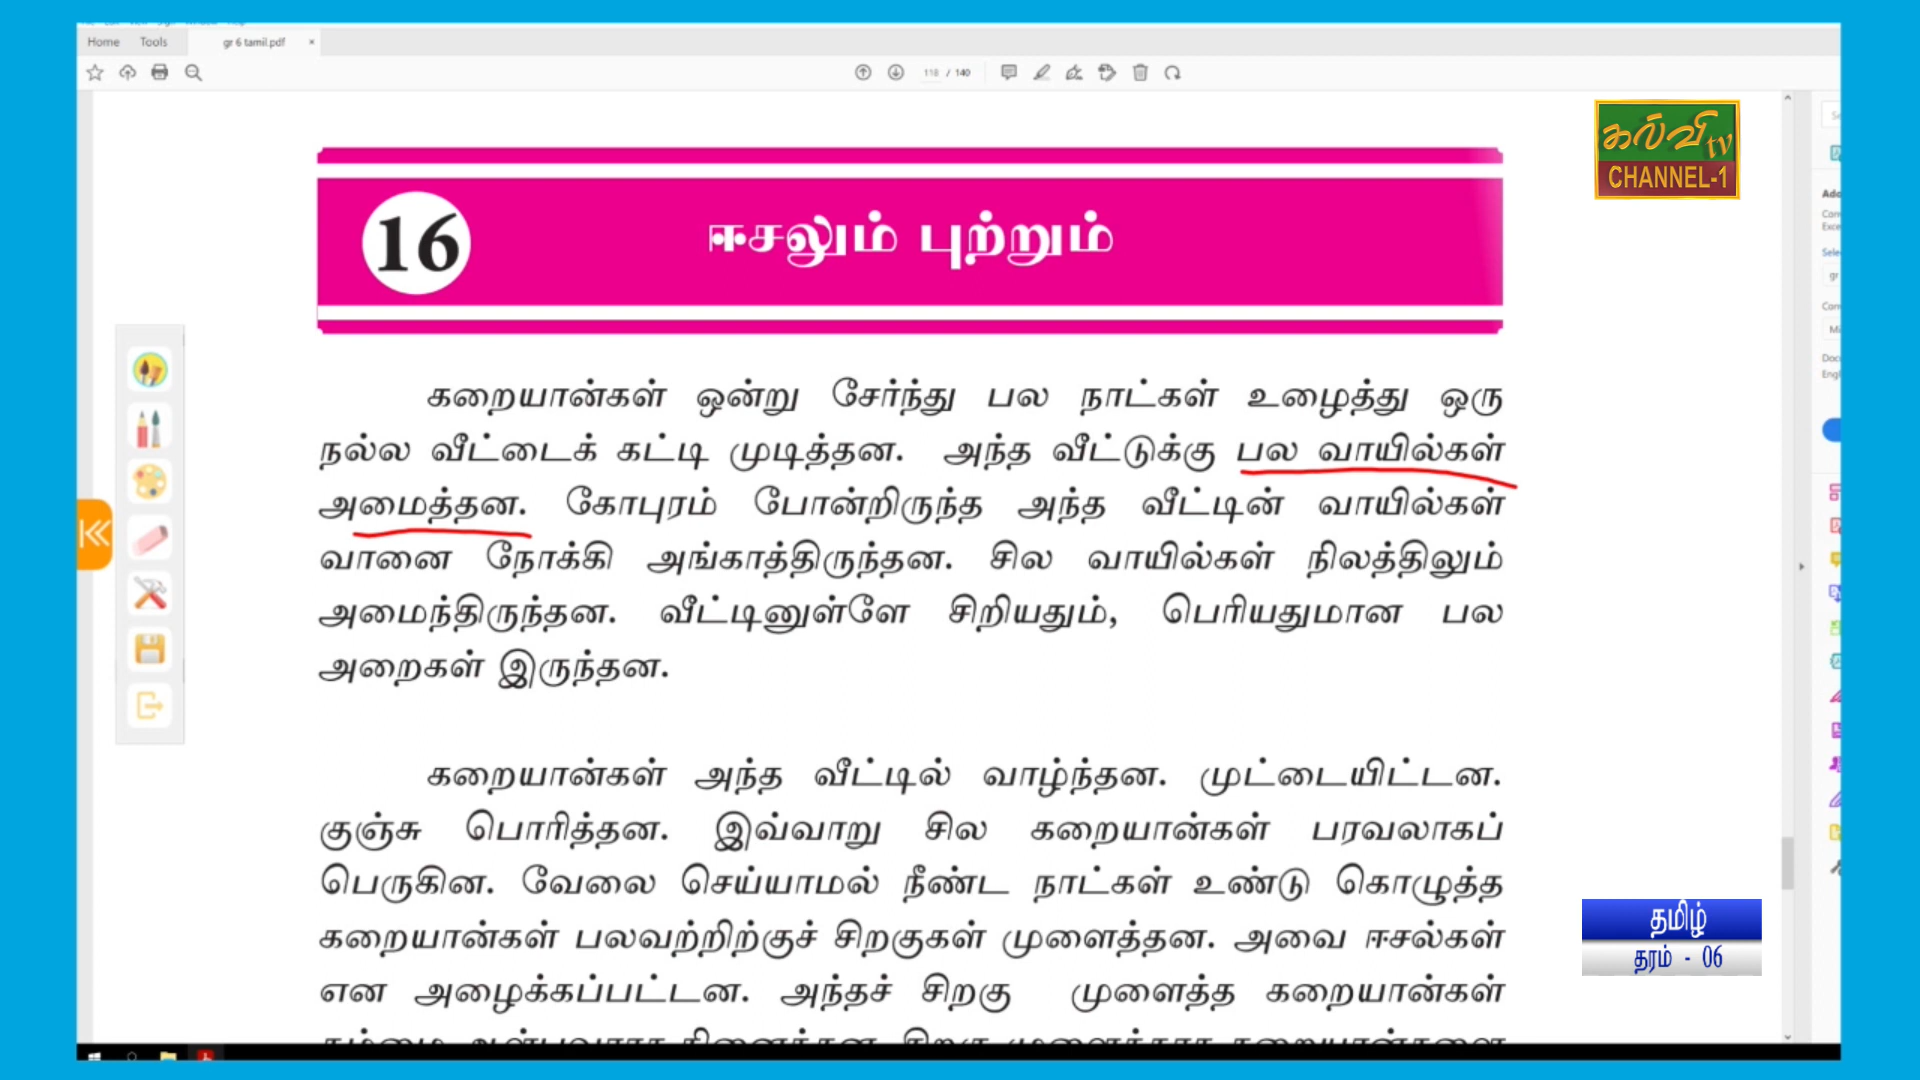 Home Tools gr 6 tamil.pdf ×
118 / 140
கல்வி tv
CHANNEL-1
16 ஈசலும் புற்றும்
கறையான்கள் ஒன்று சேர்ந்து பல நாட்கள் உழைத்து ஒரு
நல்ல வீட்டைக் கட்டி முடித்தன. அந்த வீட்டுக்கு பல வாயில்கள்
அமைத்தன. கோபுரம் போன்றிருந்த அந்த வீட்டின் வாயில்கள்
வானை நோக்கி அங்காத்திருந்தன. சில வாயில்கள் நிலத்திலும்
அமைந்திருந்தன. வீட்டினுள்ளே சிறியதும், பெரியதுமான பல
அறைகள் இருந்தன.
கறையான்கள் அந்த வீட்டில் வாழ்ந்தன. முட்டையிட்டன.
குஞ்சு பொரித்தன. இவ்வாறு சில கறையான்கள் பரவலாகப்
பெருகின. வேலை செய்யாமல் நீண்ட நாட்கள் உண்டு கொழுத்த
கறையான்கள் பலவற்றிற்குச் சிறகுகள் முளைத்தன. அவை ஈசல்கள்
என அழைக்கப்பட்டன. அந்தச் சிறகு முளைத்த கறையான்கள்
தமிழ்
தரம் - 06